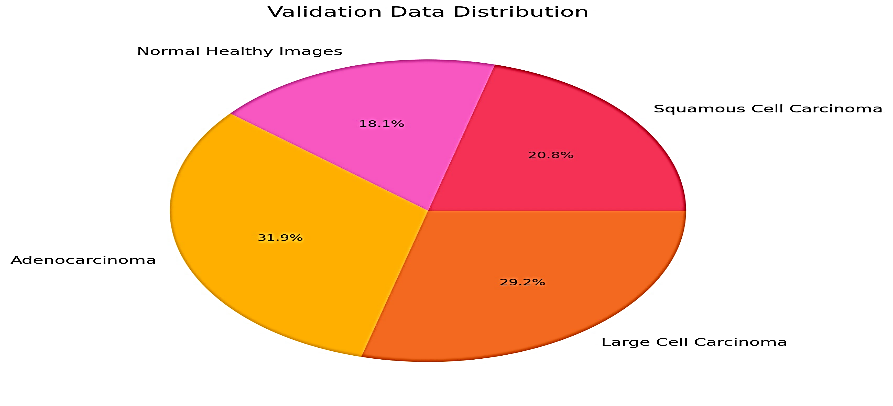 Validation Data Distribution
Normal Healthy Images
Squamous Cell Carcinoma
18.1%
20.8%
31.9%
Adenocarcinoma
29.2%
Large Cell Carcinoma